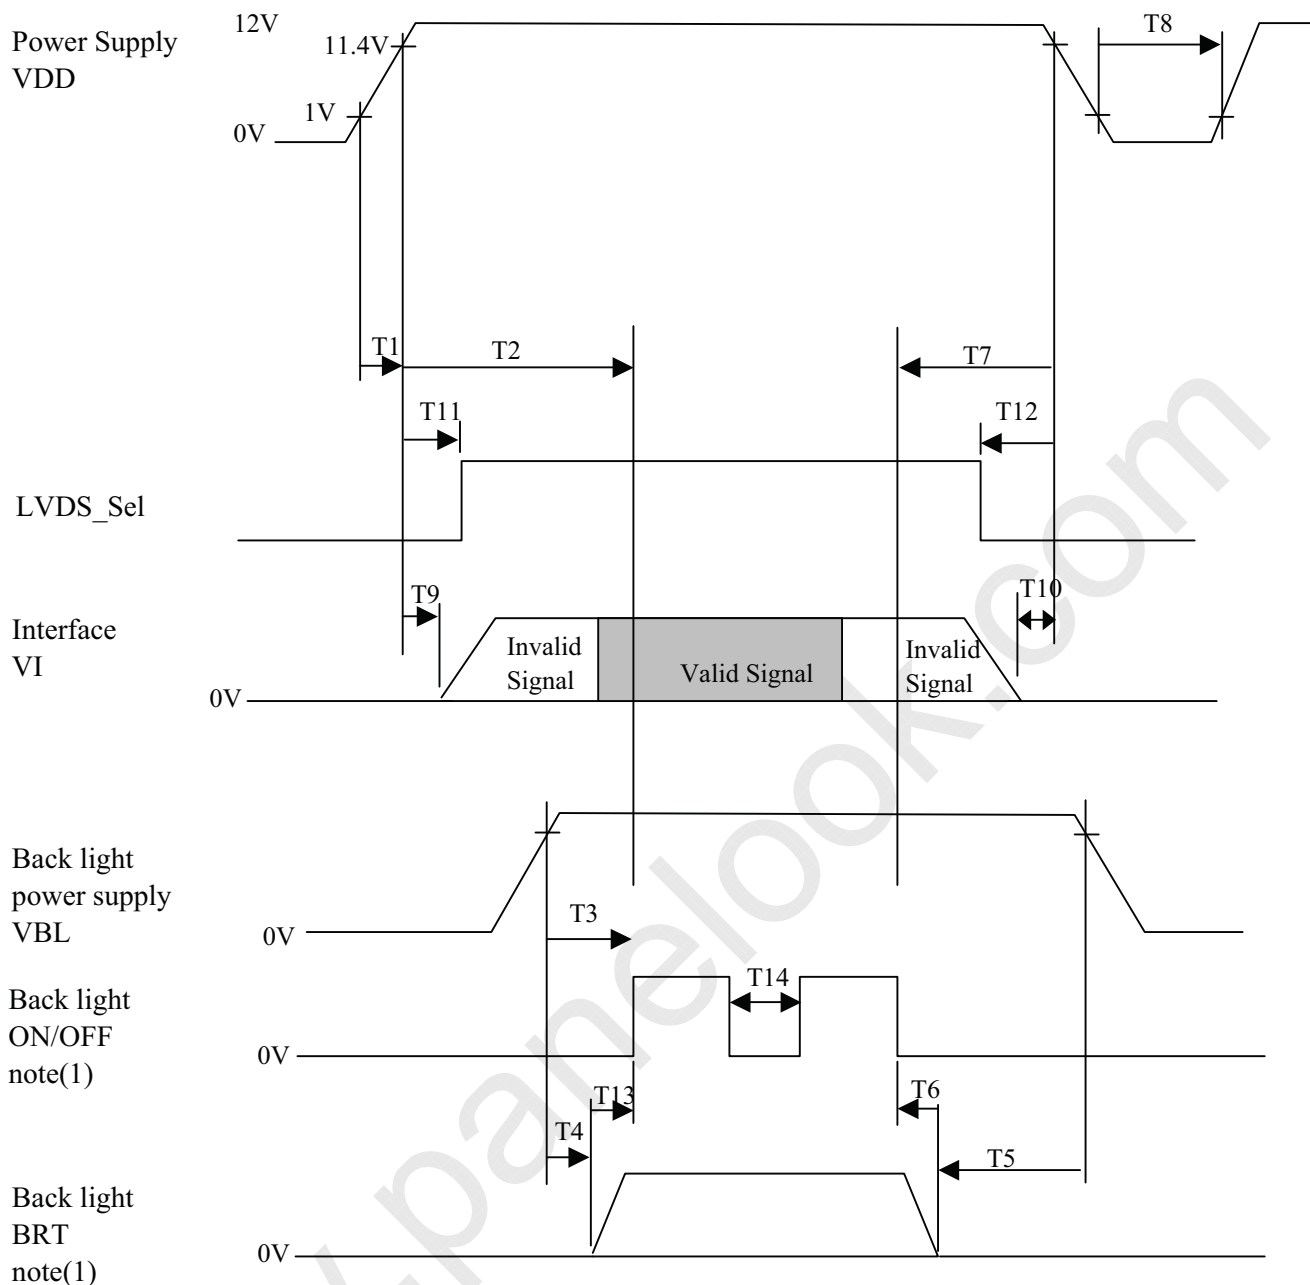 12V
T8
Power Supply
VDD
11.4V
1V
0V
T1
T2
T7
T11
T12
LVDS_Sel
T9
T10
Interface
VI
Invalid
Signal
Valid Signal
Invalid
Signal
0V
Back light
power supply
VBL
T3
0V
Back light
ON/OFF
note(1)
T14
0V
T13
T6
T4
T5
Back light
BRT
note(1)
0V
.panelook.com